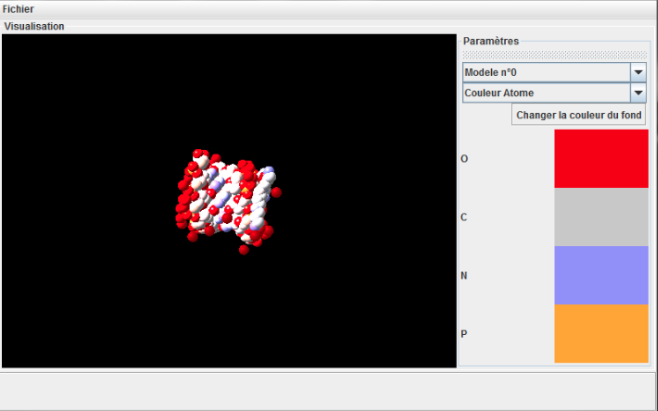 Fichier
Visualisation
Paramètres
Modele n°0
Couleur Atome
Changer la couleur du fond
O
C
N
P